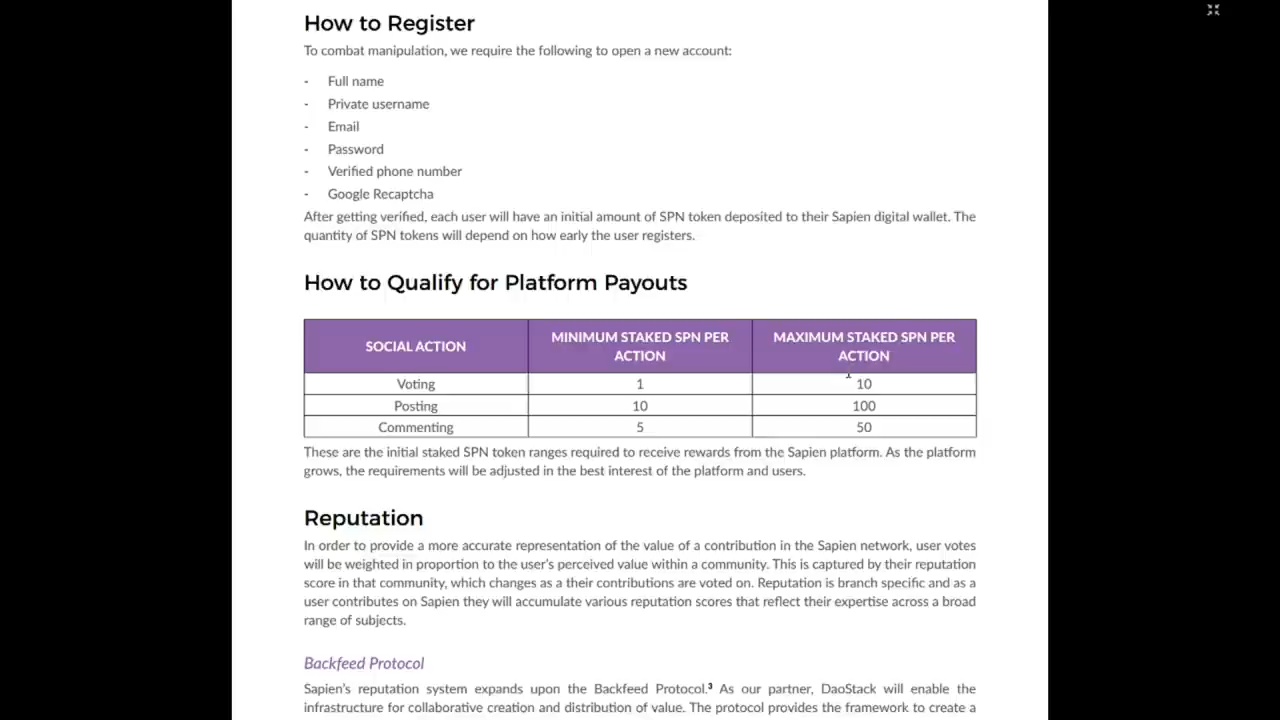 How to Register
To combat manipulation, we require the following to open a new account:
- Full name
- Private username
- Email
- Password
- Verified phone number
- Google Recaptcha
After getting verified, each user will have an initial amount of SPN token deposited to their Sapien digital wallet. The
quantity of SPN tokens will depend on how early the user registers.
How to Qualify for Platform Payouts
SOCIAL ACTION MINIMUM STAKED SPN PER ACTION MAXIMUM STAKED SPN PER ACTION
Voting 1 10
Posting 10 100
Commenting 5 50
These are the initial staked SPN token ranges required to receive rewards from the Sapien platform. As the platform
grows, the requirements will be adjusted in the best interest of the platform and users.
Reputation
In order to provide a more accurate representation of the value of a contribution in the Sapien network, user votes
will be weighted in proportion to the user's perceived value within a community. This is captured by their reputation
score in that community, which changes as a their contributions are voted on. Reputation is branch specific and as a
user contributes on Sapien they will accumulate various reputation scores that reflect their expertise across a broad
range of subjects.
Backfeed Protocol
Sapien's reputation system expands upon the Backfeed Protocol.³ As our partner, DaoStack will enable the
infrastructure for collaborative creation and distribution of value. The protocol provides the framework to create a